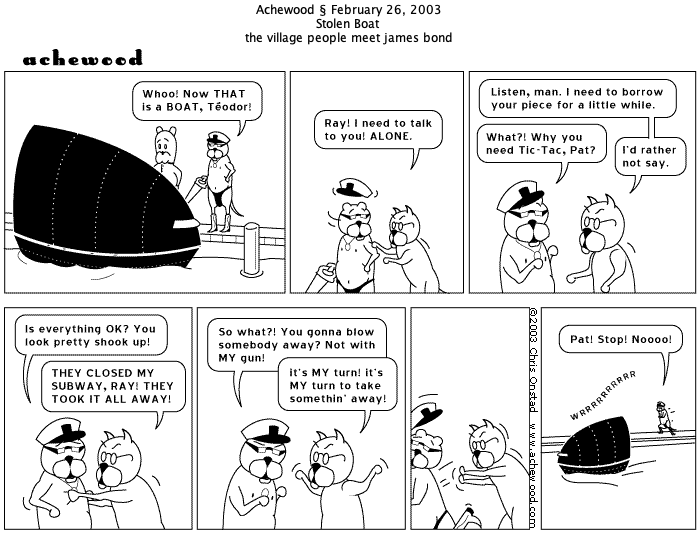 Achewood § February 26, 2003
Stolen Boat
the village people meet james bond
achewood
Whoo! Now THAT
is a BOAT, Téodor!
Ray! I need to talk
to you! ALONE.
Listen, man. I need to borrow
your piece for a little while.
What?! Why you
need Tic-Tac, Pat?
I'd rather
not say.
Is everything OK? You
look pretty shook up!
THEY CLOSED MY
SUBWAY, RAY! THEY
TOOK IT ALL AWAY!
So what?! You gonna blow
somebody away? Not with
MY gun!
it's MY turn! it's
MY turn to take
somethin' away!
©2003 Chris Onstad www.achewood.com
Pat! Stop! Noooo!
WRRRRRRRRRR